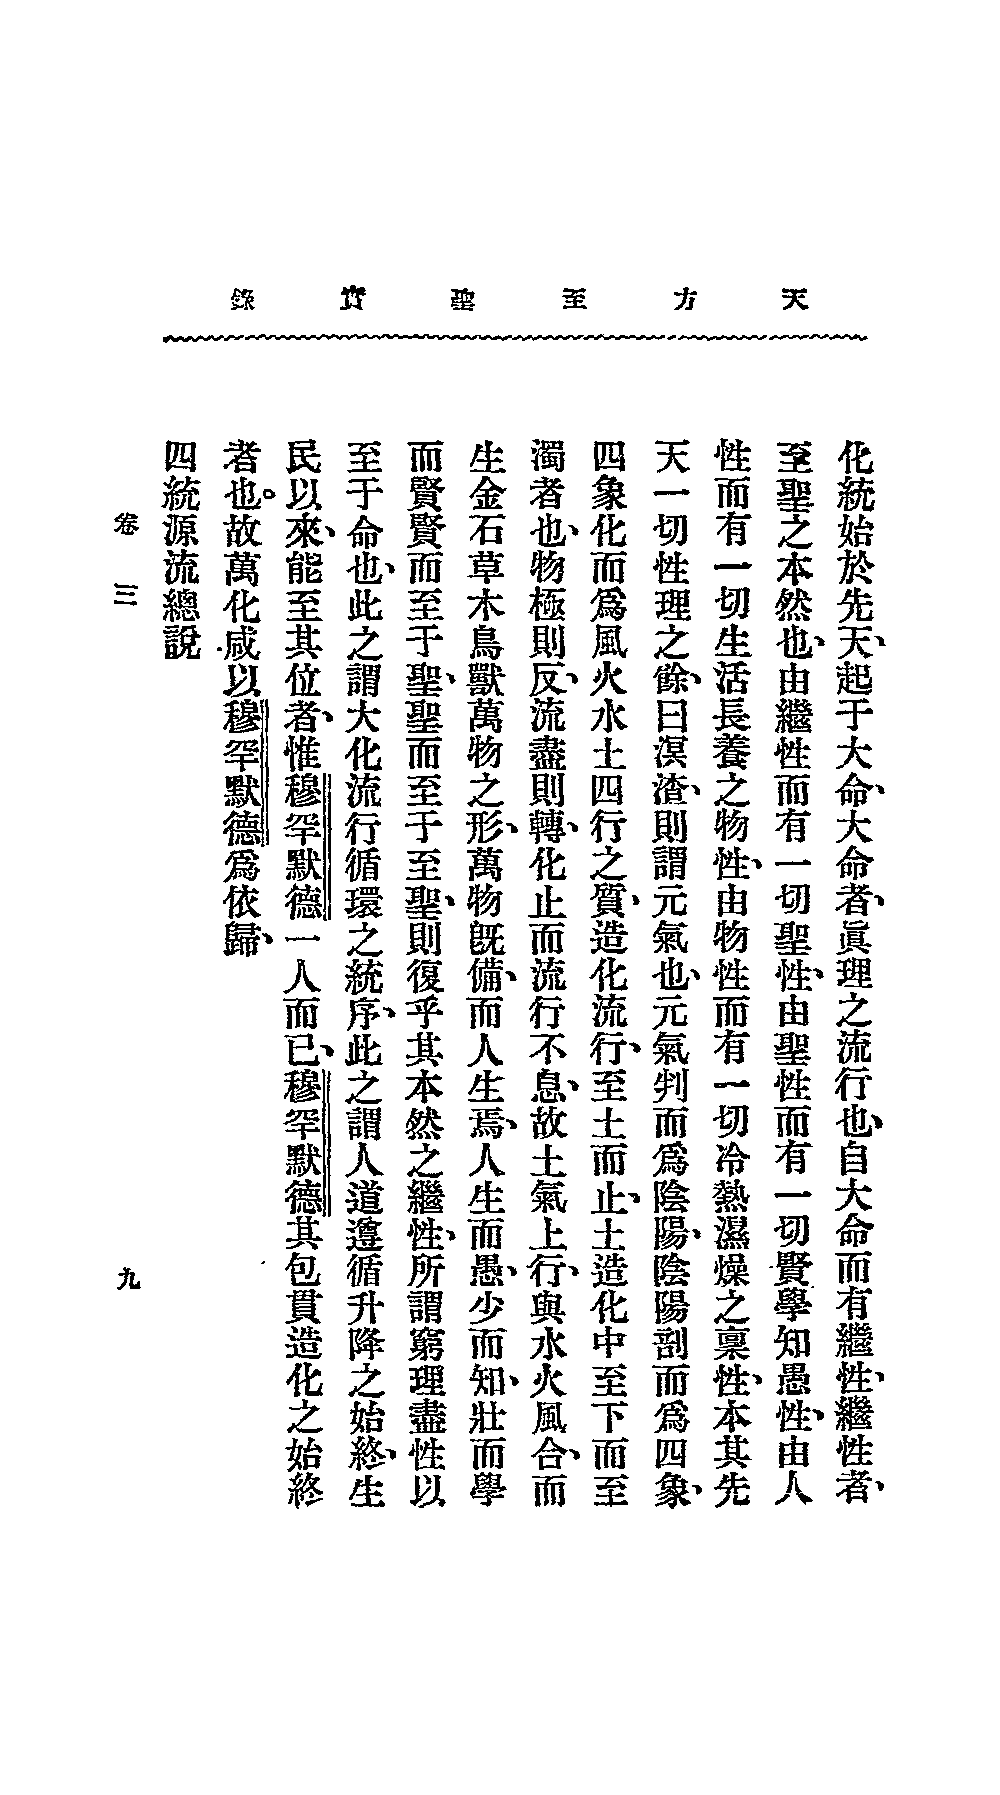 天方至聖實錄
化統始於先天、起于大命、大命者、眞理之流行也、自大命而有繼性、繼性者、
至聖之本然也、由繼性而有一切聖性、由聖性而有一切賢學知愚性、由人
性而有一切生活長養之物性、由物性而有一切冷熱濕燥之稟性、本其先
天一切性理之餘、曰溟渣、則謂元氣也、元氣判而爲陰陽、陰陽剖而爲四象、
四象化而爲風火水土四行之質、造化流行、至土而止、土造化中至下而至
濁者也、物極則反、流盡則轉、化止而流行不息、故土氣上行、與水火風合、而
生金石草木鳥獸萬物之形、萬物旣備、而人生焉、人生而愚、少而知、壯而學
而賢賢而至于聖、聖而至于至聖、則復乎其本然之繼性、所謂窮理盡性以
至于命也、此之謂大化流行循環之統序、此之謂人道遵循升降之始終、生
民以來、能至其位者、惟穆罕默德一人而已、穆罕默德其包貫造化之始終
者也。故萬化咸以穆罕默德爲依歸、
四統源流總說
卷三
九